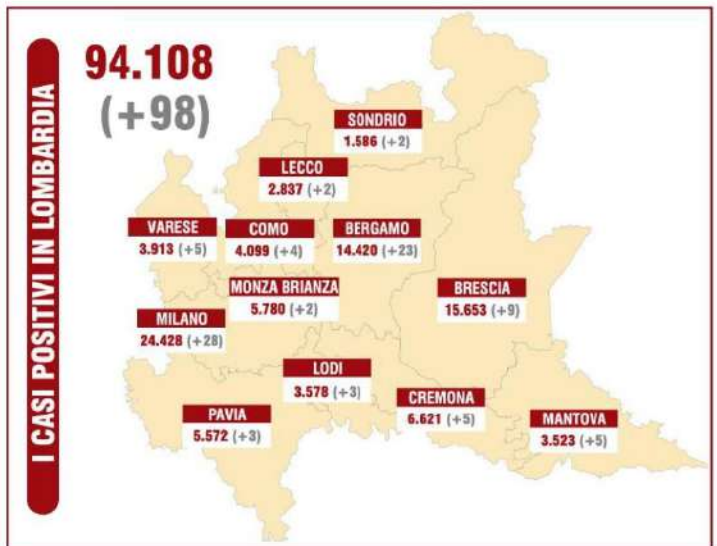 I CASI POSITIVI IN LOMBARDIA
94.108
(+98)
SONDRIO
1.586 (+2)
LECCO
2.837 (+2)
VARESE
3.913 (+5)
COMO
4.099 (+4)
BERGAMO
14.420 (+23)
MONZA BRIANZA
5.780 (+2)
BRESCIA
15.653 (+9)
MILANO
24.428 (+28)
LODI
3.578 (+3)
CREMONA
6.621 (+5)
PAVIA
5.572 (+3)
MANTOVA
3.523 (+5)